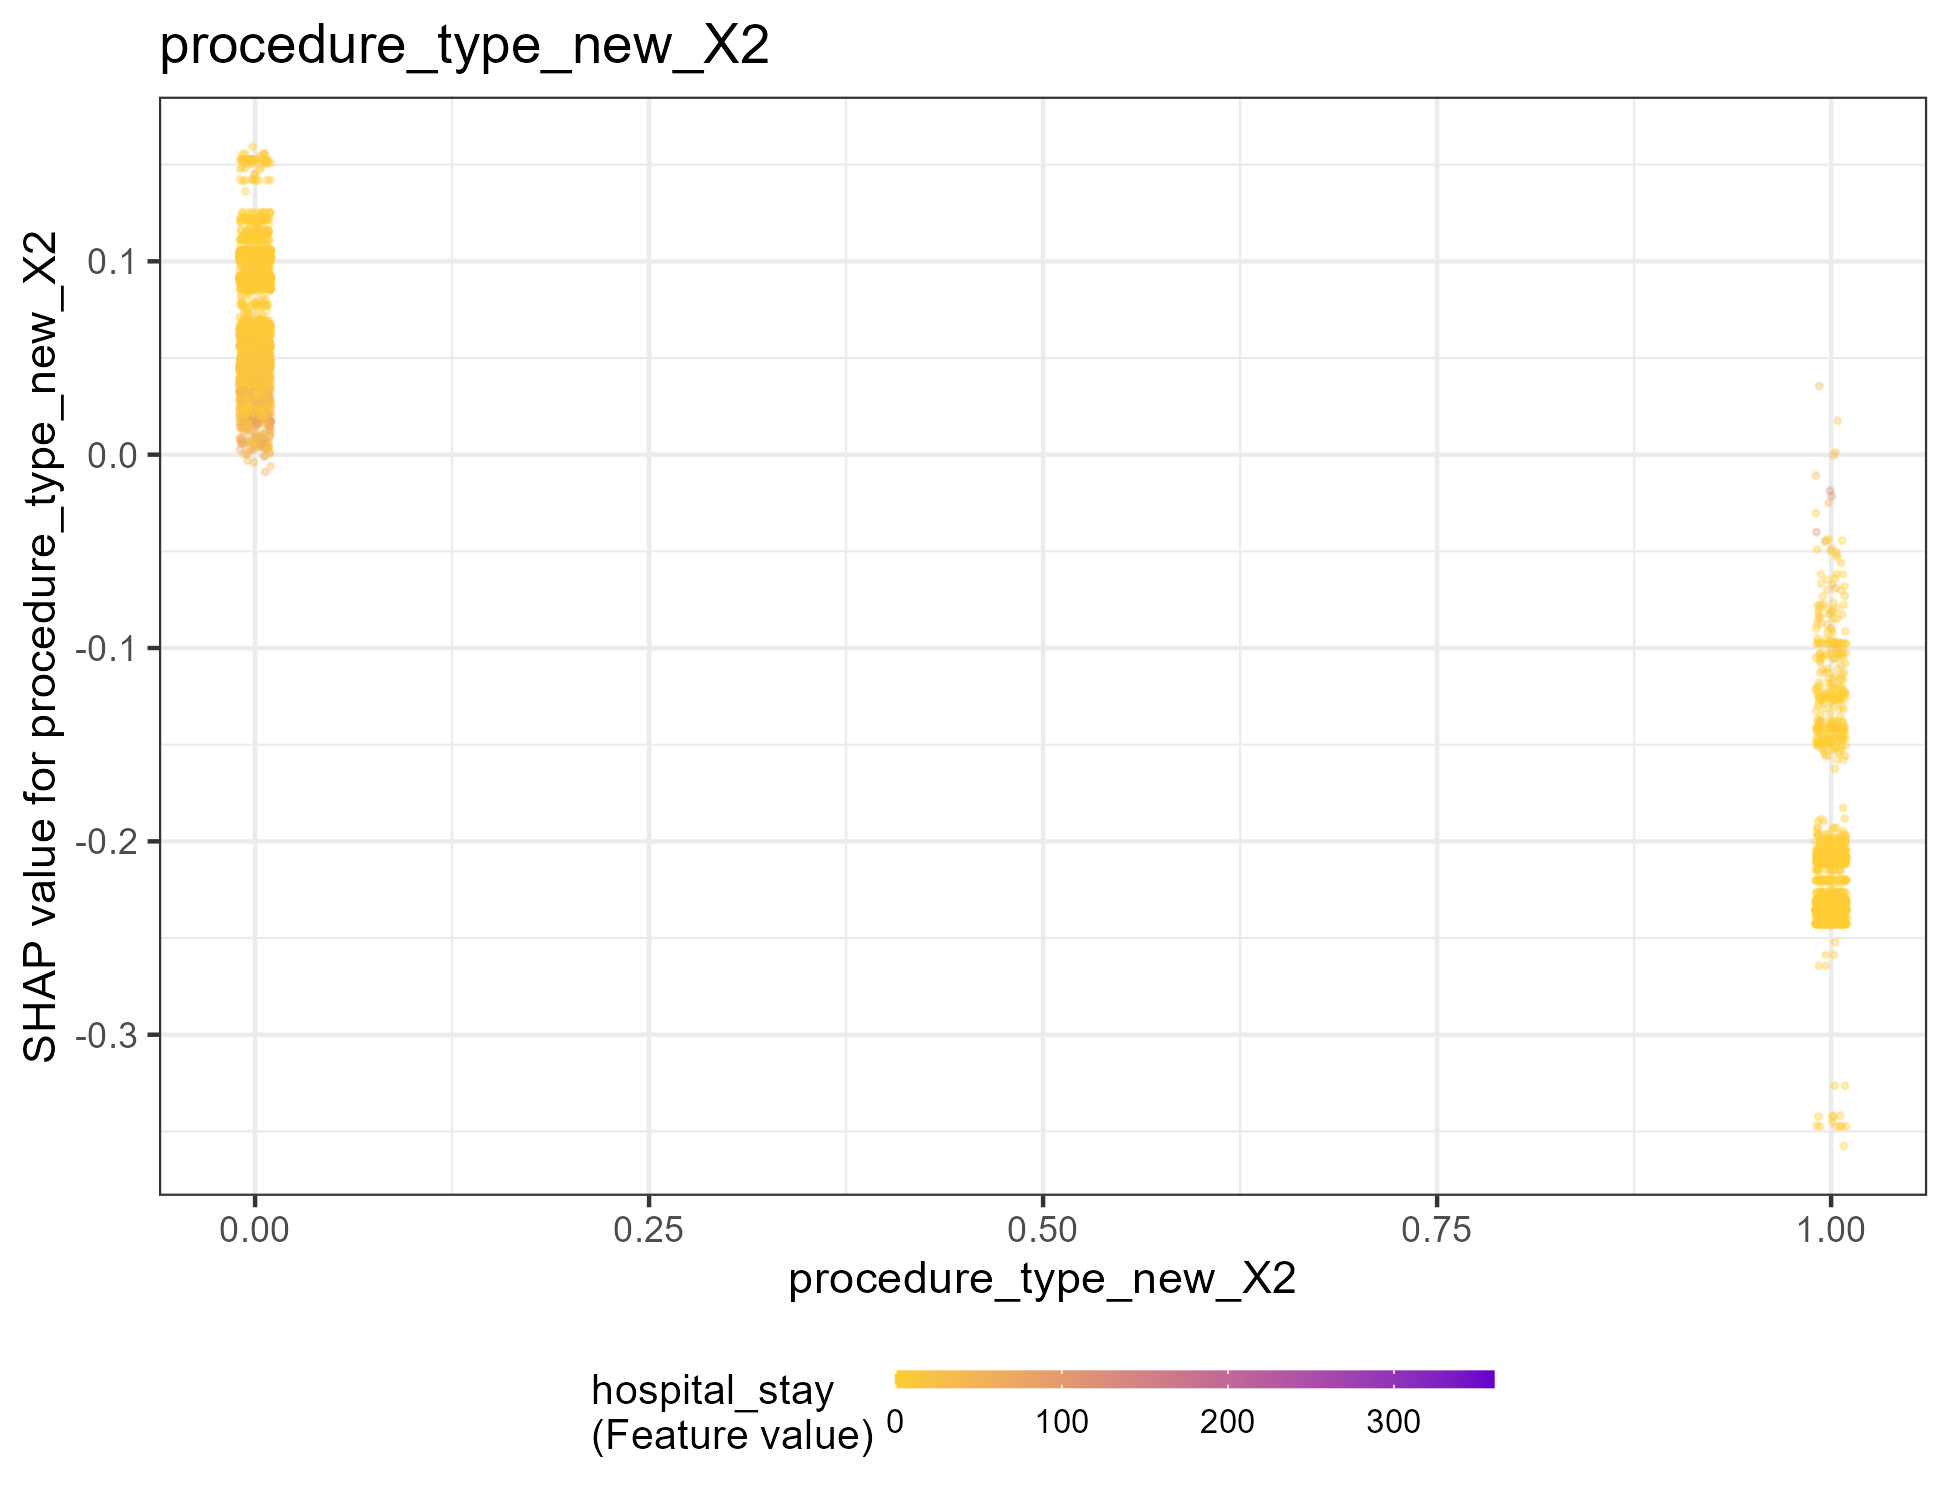 procedure_type_new_X2
SHAP value for procedure_type_new_X2
0.1
0.0
-0.1
-0.2
-0.3
0.00 0.25 0.50 0.75 1.00
procedure_type_new_X2
hospital_stay
(Feature value)
0 100 200 300